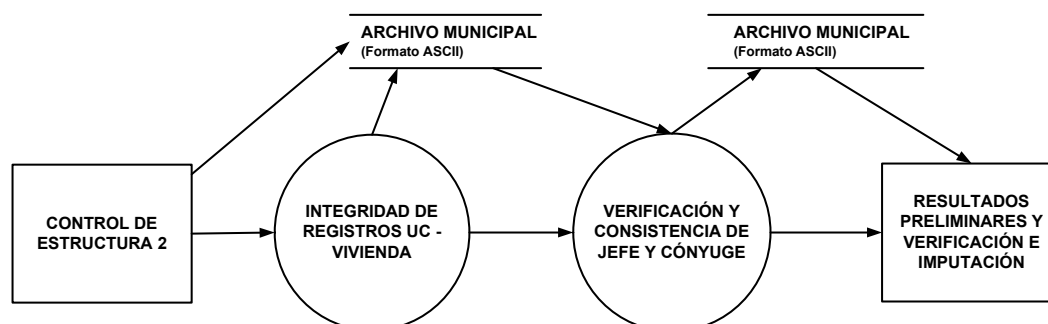 ARCHIVO MUNICIPAL
(Formato ASCII)
ARCHIVO MUNICIPAL
(Formato ASCII)
CONTROL DE
ESTRUCTURA 2
INTEGRIDAD DE
REGISTROS UC -
VIVIENDA
VERIFICACIÓN Y
CONSISTENCIA DE
JEFE Y CÓNYUGE
RESULTADOS
PRELIMINARES Y
VERIFICACIÓN E
IMPUTACIÓN